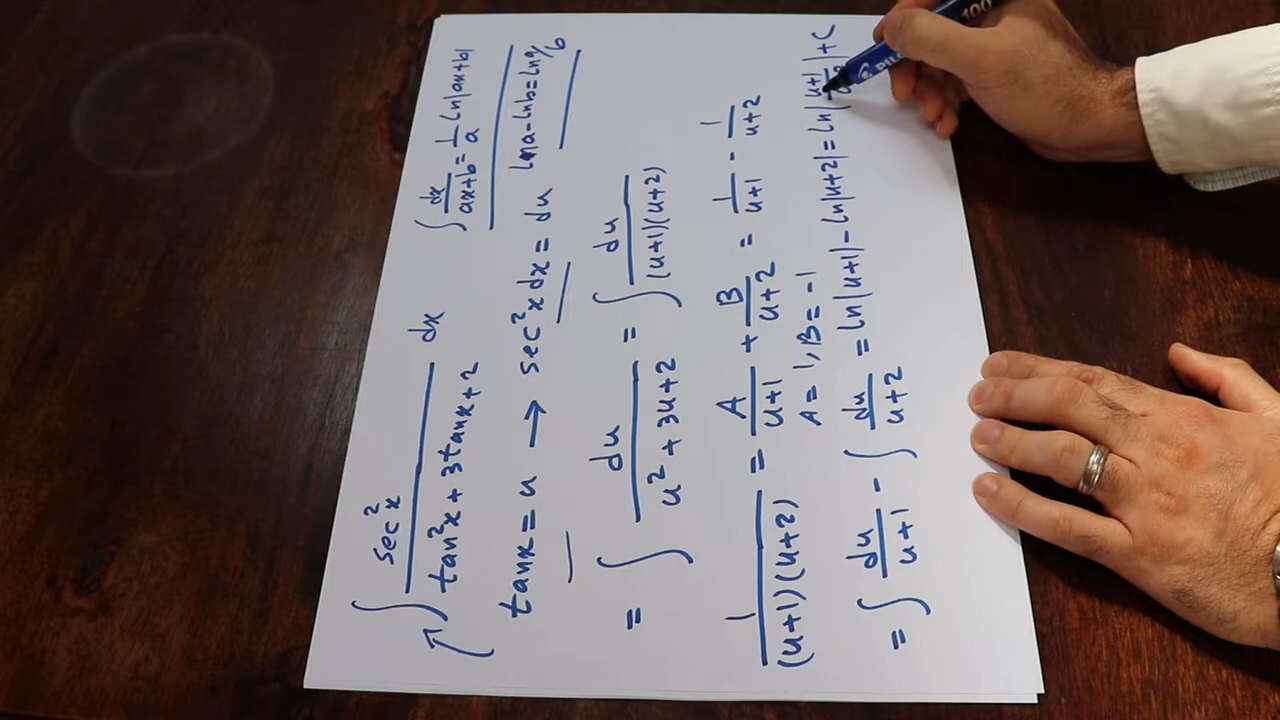 ∫ sec²x / (tan²x + 3tanx + 2) dx
∫ dx/(ax+b) = 1/a ln|ax+b|
tanx = u → sec²x dx = du
lna - lnb = ln a/b
= ∫ du/(u² + 3u + 2) = ∫ du/((u+1)(u+2))
1/((u+1)(u+2)) = A/(u+1) + B/(u+2) = 1/(u+1) - 1/(u+2)
A = 1, B = -1
= ∫ du/(u+1) - ∫ du/(u+2) = ln|u+1| - ln|u+2| = ln|(u+1)/| + C
100